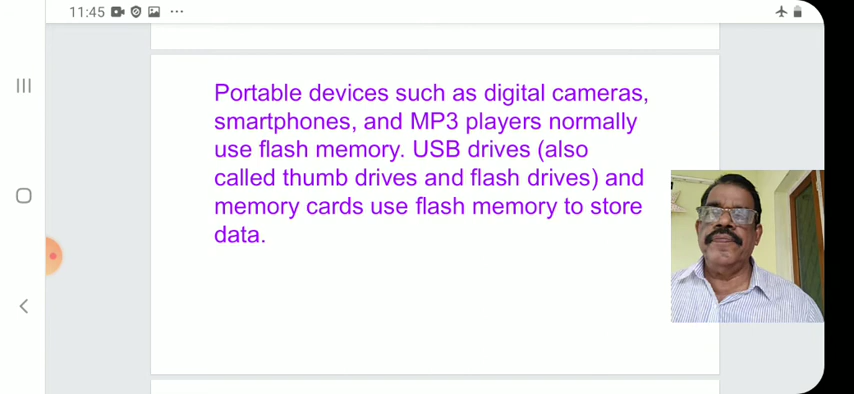 11:45
Portable devices such as digital cameras,
smartphones, and MP3 players normally
use flash memory. USB drives (also
called thumb drives and flash drives) and
memory cards use flash memory to store
data.